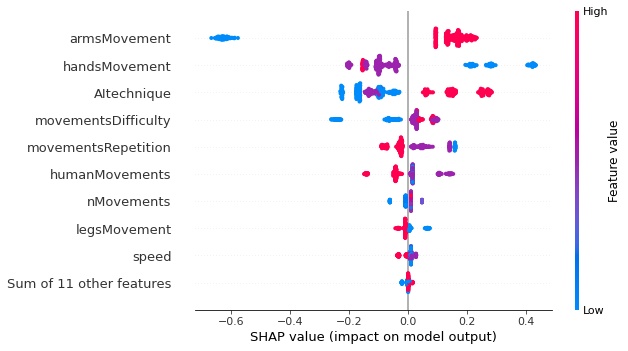 High
armsMovement
handsMovement
AItechnique
movementsDifficulty
movementsRepetition
humanMovements
nMovements
legsMovement
speed
Sum of 11 other features
Feature value
Low
−0.6 −0.4 −0.2 0.0 0.2 0.4
SHAP value (impact on model output)